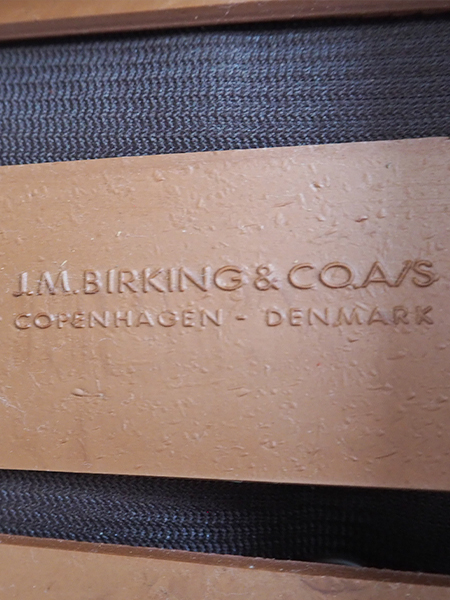 J.M.BIRKING & CO.A/S
COPENHAGEN - DENMARK